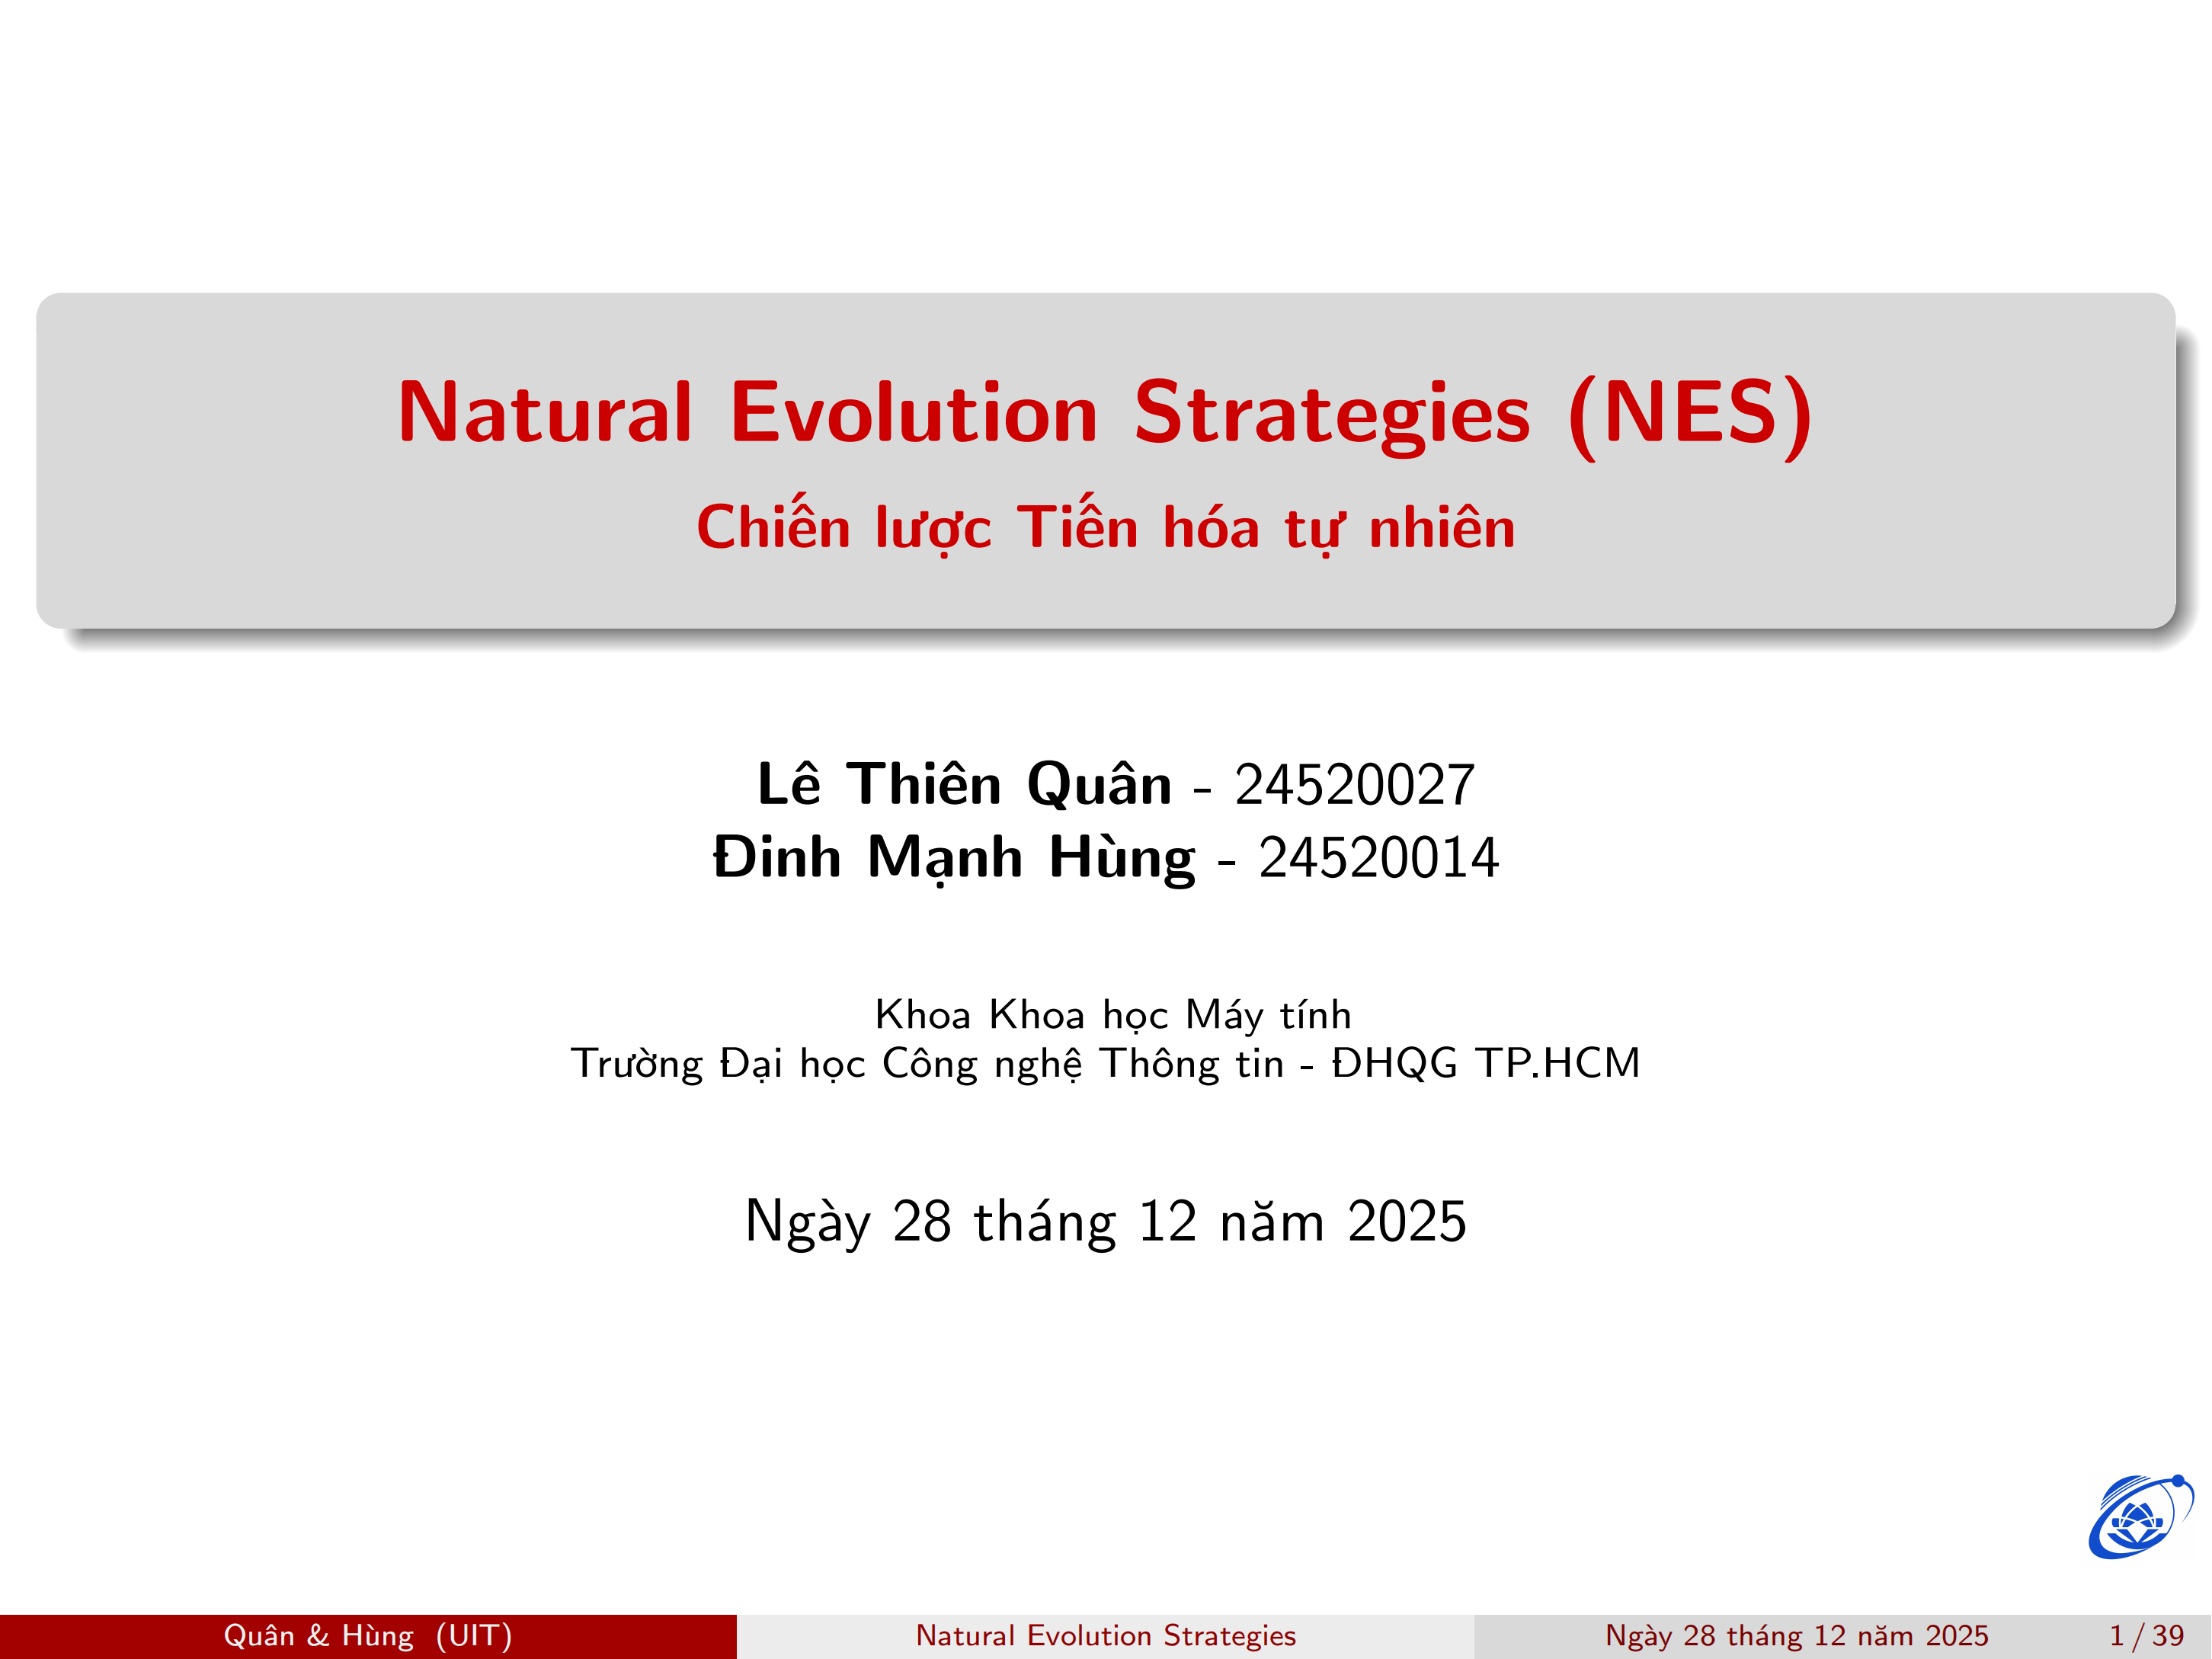 Natural Evolution Strategies (NES)
Chiến lược Tiến hóa tự nhiên
Lê Thiên Quân - 24520027
Đinh Mạnh Hùng - 24520014
Khoa Khoa học Máy tính
Trường Đại học Công nghệ Thông tin - ĐHQG TP.HCM
Ngày 28 tháng 12 năm 2025
Quân & Hùng (UIT) Natural Evolution Strategies Ngày 28 tháng 12 năm 2025 1 / 39